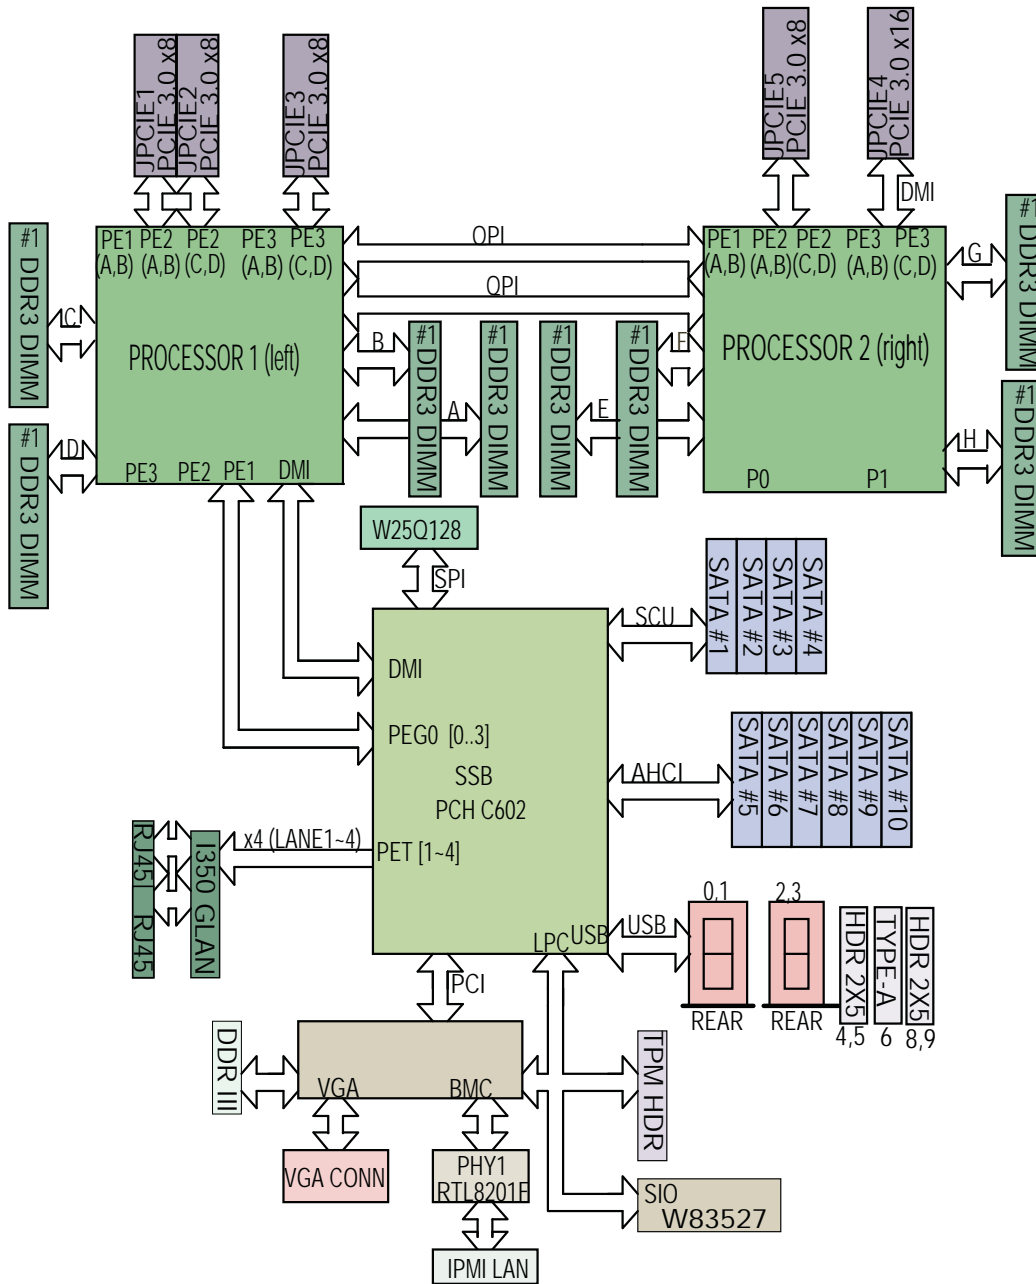 JPCIE1
PCIE 3.0 x8
JPCIE2
PCIE 3.0 x8
JPCIE3
PCIE 3.0 x8
JPCIE5
PCIE 3.0 x8
JPCIE4
PCIE 3.0 x16
DMI
#1
DDR3 DIMM
C
#1
DDR3 DIMM
D
PE1
(A,B)
PE2
(A,B)
PE2
(C,D)
PE3
(A,B)
PE3
(C,D)
PROCESSOR 1 (left)
PE3
PE2
PE1
DMI
QPI
QPI
B
A
#1
DDR3 DIMM
#1
DDR3 DIMM
#1
DDR3 DIMM
#1
DDR3 DIMM
F
E
PE1
(A,B)
PE2
(A,B)
PE2
(C,D)
PE3
(A,B)
PE3
(C,D)
PROCESSOR 2 (right)
P0
P1
G
#1
DDR3 DIMM
H
#1
DDR3 DIMM
W25Q128
SPI
DMI
PEG0 [0..3]
SSB
PCH C602
PET [1~4]
LPC
USB
SCU
SATA #1
SATA #2
SATA #3
SATA #4
AHCI
SATA #5
SATA #6
SATA #7
SATA #8
SATA #9
SATA #10
x4 (LANE1~4)
RJ45
RJ45
I350 GLAN
USB
0,1
REAR
2,3
REAR
HDR 2X5
4,5
TYPE-A
6
HDR 2X5
8,9
PCI
DDR III
VGA
BMC
TPM HDR
VGA CONN
PHY1
RTL8201F
IPMI LAN
SIO
W83527